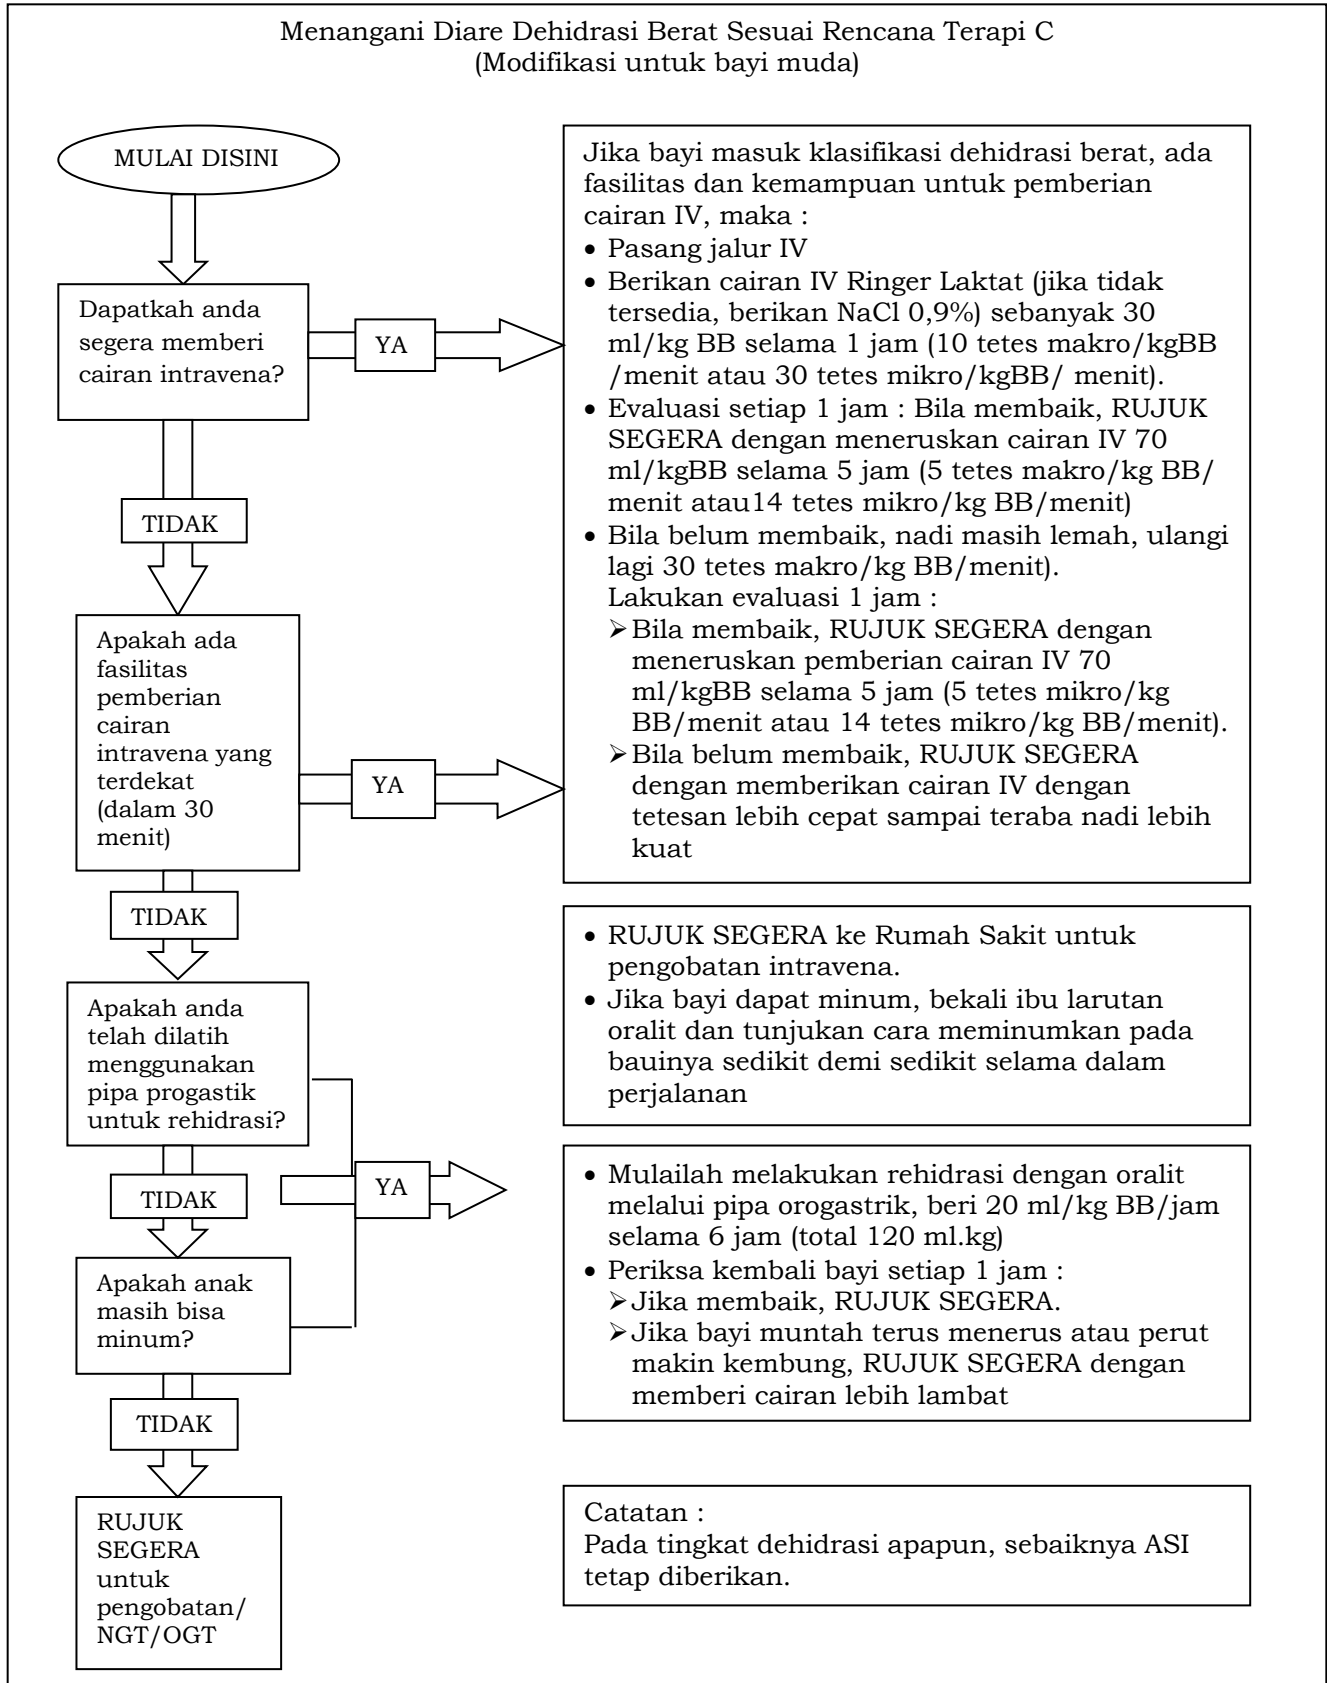 Menangani Diare Dehidrasi Berat Sesuai Rencana Terapi C
(Modifikasi untuk bayi muda)
MULAI DISINI
Dapatkah anda
segera memberi
cairan intravena?
YA
Jika bayi masuk klasifikasi dehidrasi berat, ada
fasilitas dan kemampuan untuk pemberian
cairan IV, maka :
• Pasang jalur IV
• Berikan cairan IV Ringer Laktat (jika tidak
tersedia, berikan NaCl 0,9%) sebanyak 30
ml/kg BB selama 1 jam (10 tetes makro/kgBB
/menit atau 30 tetes mikro/kgBB/ menit).
• Evaluasi setiap 1 jam : Bila membaik, RUJUK
SEGERA dengan meneruskan cairan IV 70
ml/kgBB selama 5 jam (5 tetes makro/kg BB/
menit atau14 tetes mikro/kg BB/menit)
• Bila belum membaik, nadi masih lemah, ulangi
lagi 30 tetes makro/kg BB/menit).
Lakukan evaluasi 1 jam :
➢Bila membaik, RUJUK SEGERA dengan
meneruskan pemberian cairan IV 70
ml/kgBB selama 5 jam (5 tetes mikro/kg
BB/menit atau 14 tetes mikro/kg BB/menit).
➢Bila belum membaik, RUJUK SEGERA
dengan memberikan cairan IV dengan
tetesan lebih cepat sampai teraba nadi lebih
kuat
TIDAK
Apakah ada
fasilitas
pemberian
cairan
intravena yang
terdekat
(dalam 30
menit)
YA
TIDAK
• RUJUK SEGERA ke Rumah Sakit untuk
pengobatan intravena.
• Jika bayi dapat minum, bekali ibu larutan
oralit dan tunjukan cara meminumkan pada
bauinya sedikit demi sedikit selama dalam
perjalanan
Apakah anda
telah dilatih
menggunakan
pipa progastik
untuk rehidrasi?
YA
• Mulailah melakukan rehidrasi dengan oralit
melalui pipa orogastrik, beri 20 ml/kg BB/jam
selama 6 jam (total 120 ml.kg)
• Periksa kembali bayi setiap 1 jam :
➢Jika membaik, RUJUK SEGERA.
➢Jika bayi muntah terus menerus atau perut
makin kembung, RUJUK SEGERA dengan
memberi cairan lebih lambat
TIDAK
Apakah anak
masih bisa
minum?
TIDAK
RUJUK
SEGERA
untuk
pengobatan/
NGT/OGT
Catatan :
Pada tingkat dehidrasi apapun, sebaiknya ASI
tetap diberikan.